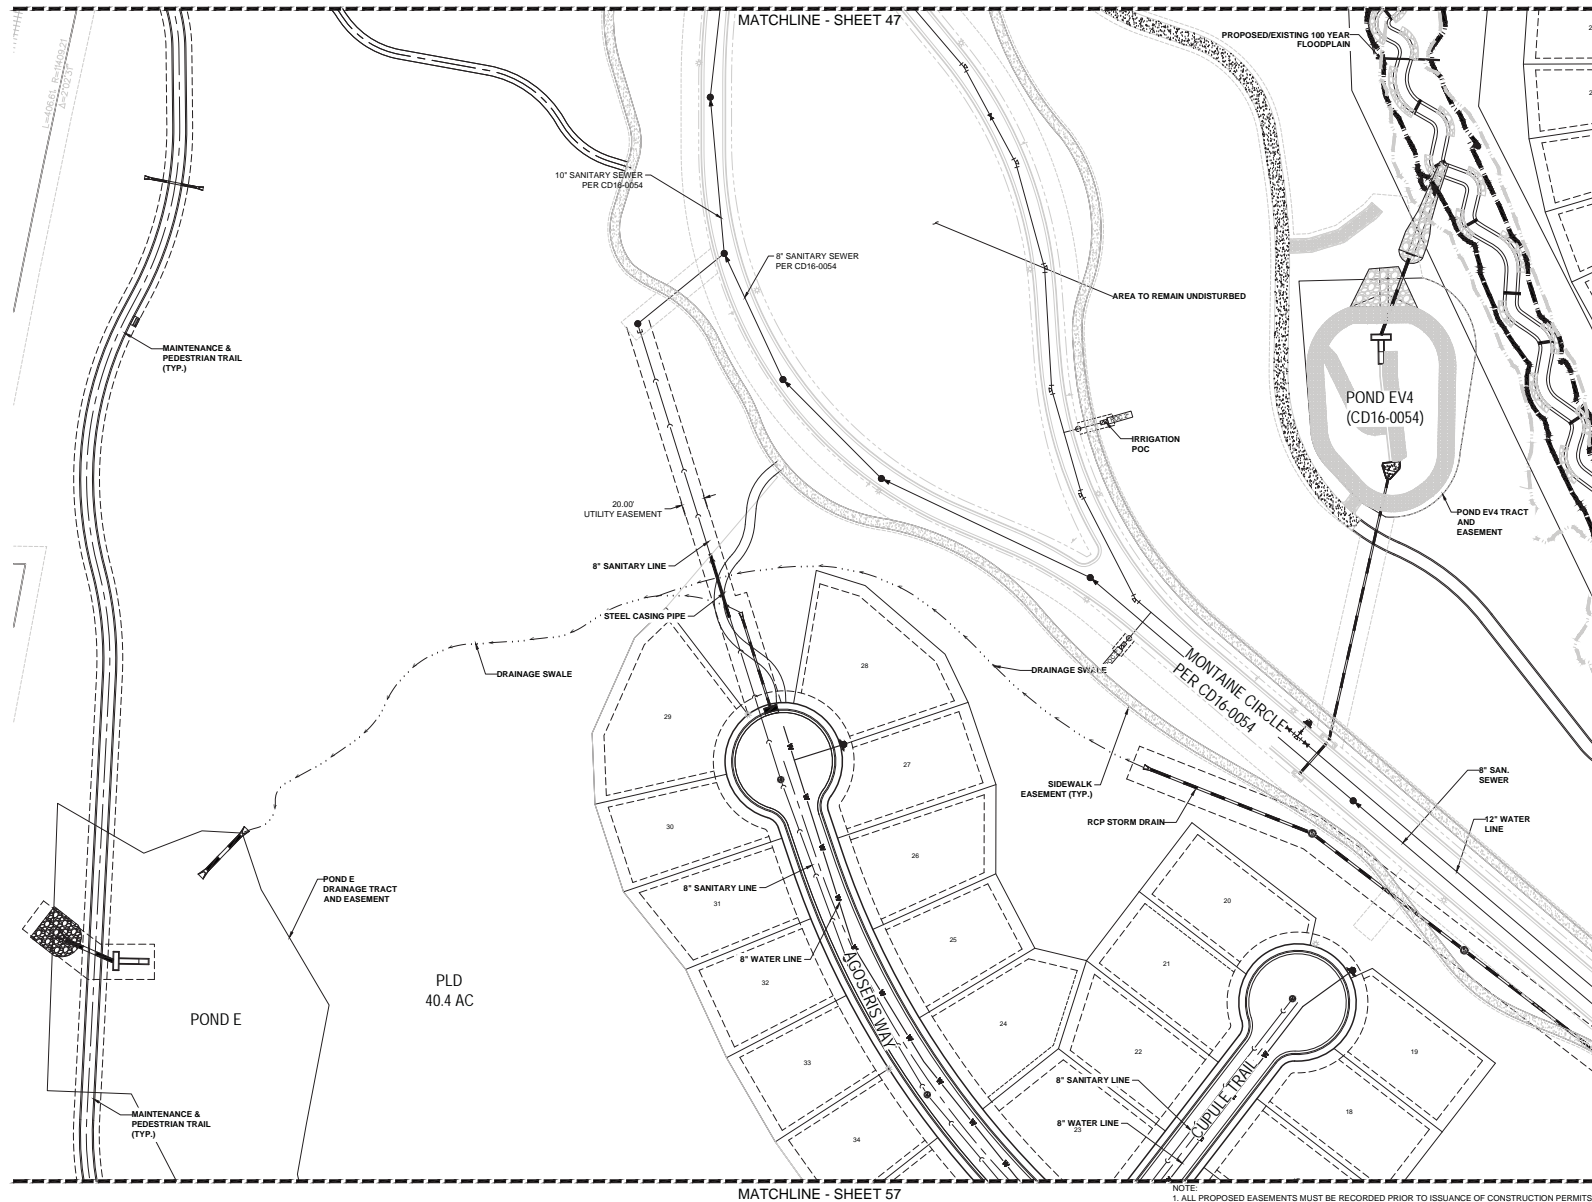 MATCHLINE - SHEET 47
PROPOSED/EXISTING 100 YEAR
FLOODPLAIN
10" SANITARY SEWER
PER CD16-0054
8" SANITARY SEWER
PER CD16-0054
AREA TO REMAIN UNDISTURBED
MAINTENANCE &
PEDESTRIAN TRAIL
(TYP.)
POND EV4
(CD16-0054)
IRRIGATION
POC
20.00'
UTILITY EASEMENT
POND EV4 TRACT
AND
EASEMENT
8" SANITARY LINE
STEEL CASING PIPE
DRAINAGE SWALE
DRAINAGE SWALE
MONTAINE CIRCLE
PER CD16-0054
28
29
27
SIDEWALK
EASEMENT (TYP.)
8" SAN.
SEWER
RCP STORM DRAIN
12" WATER
LINE
30
26
POND E
DRAINAGE TRACT
AND EASEMENT
8" SANITARY LINE
31
20
25
8" WATER LINE
21
32
AGOSERIS WAY
PLD
40.4 AC
POND E
24
22
19
33
8" SANITARY LINE
CUPULE TRAIL
18
MAINTENANCE &
PEDESTRIAN TRAIL
(TYP.)
8" WATER LINE
23
34
MATCHLINE - SHEET 57
NOTE:
1. ALL PROPOSED EASEMENTS MUST BE RECORDED PRIOR TO ISSUANCE OF CONSTRUCTION PERMITS